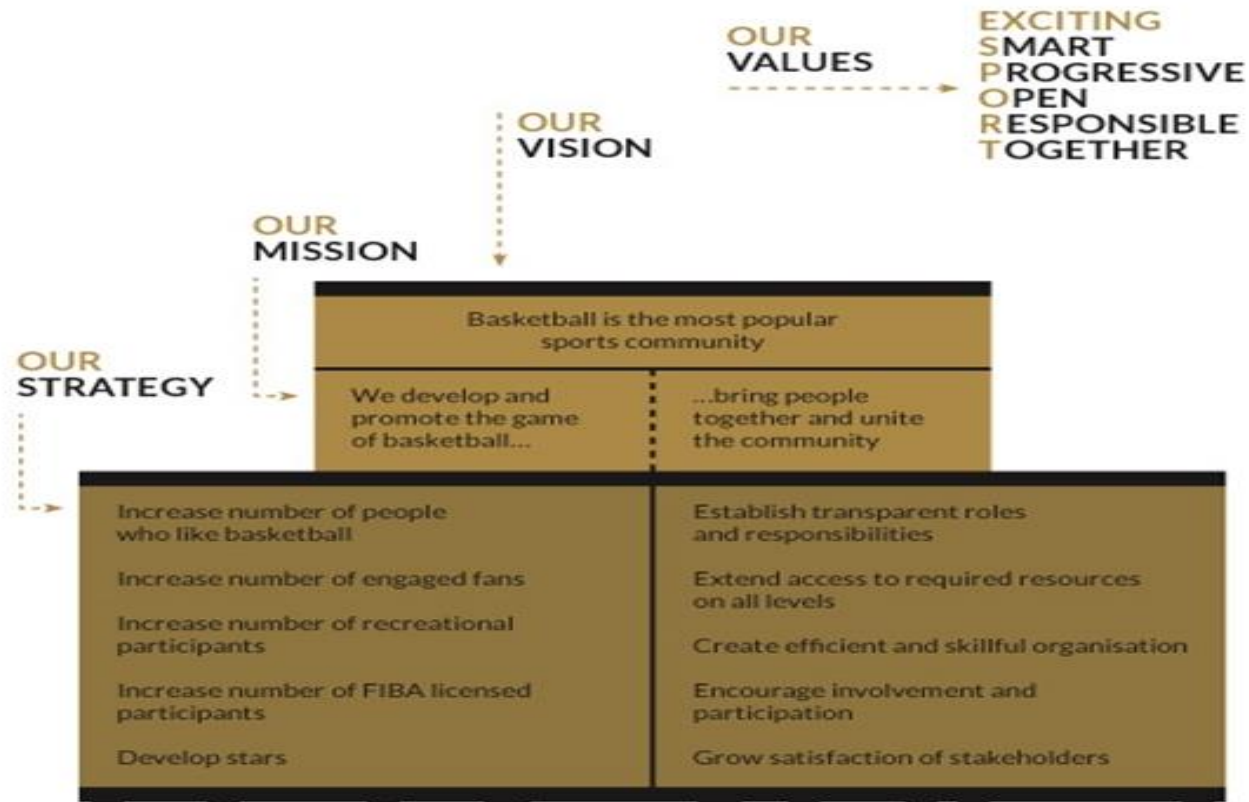 OUR
VALUES
EXCITING
SMART
PROGRESSIVE
OPEN
RESPONSIBLE
TOGETHER
OUR
VISION
OUR
MISSION
Basketball is the most popular
sports community
OUR
STRATEGY
We develop and
promote the game
of basketball...
...bring people
together and unite
the community
Increase number of people
who like basketball
Increase number of engaged fans
Increase number of recreational
participants
Increase number of FIBA licensed
participants
Develop stars
Establish transparent roles
and responsibilities
Extend access to required resources
on all levels
Create efficient and skillful organisation
Encourage involvement and
participation
Grow satisfaction of stakeholders